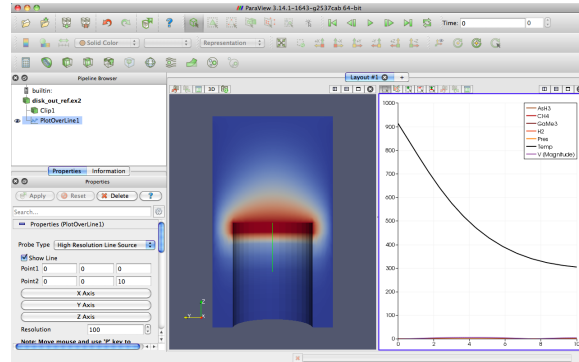 ParaView 3.14.1-1643-g2537cab 64-bit
Time: 0
0
Solid Color
Representation
Pipeline Browser
builtin:
disk_out_ref.ex2
Clip1
PlotOverLine1
Properties
Information
Properties
Apply
Reset
Delete
?
Search...
Properties (PlotOverLine1)
Probe Type
High Resolution Line Source
Show Line
Point1 0 0 0
Point2 0 0 10
X Axis
Y Axis
Z Axis
Resolution 100
Note: Move mouse and use 'P' key to
Layout #1
+
3D
Z
Y
X
1000
900
800
700
600
500
400
300
200
100
0
0 2 4 6 8 10
AsH3
CH4
GaMe3
H2
Pres
Temp
V (Magnitude)